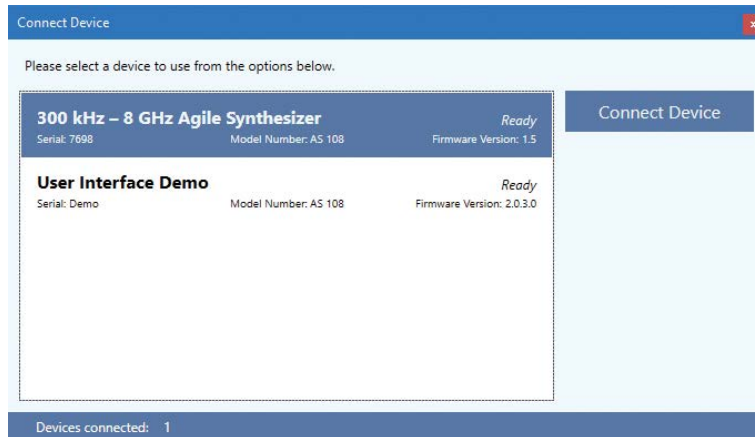 Connect Device
Please select a device to use from the options below.
300 kHz – 8 GHz Agile Synthesizer Ready
Serial: 7698 Model Number: AS 108 Firmware Version: 1.5
Connect Device
User Interface Demo Ready
Serial: Demo Model Number: AS 108 Firmware Version: 2.0.3.0
Devices connected: 1